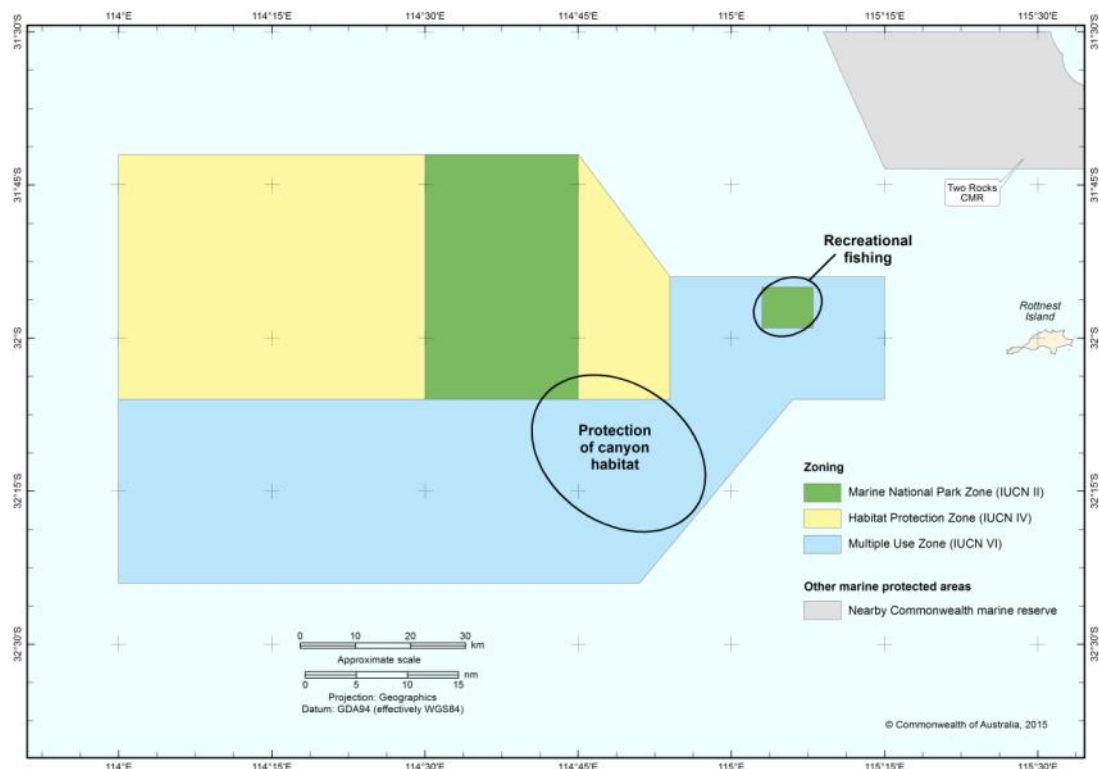 114°E
114°15'E
114°30'E
114°45'E
115°E
115°15'E
115°30'E
31°30'S
31°30'S
31°45'S
31°45'S
Two Rocks
CMR
Recreational
fishing
Rottnest
Island
32°S
32°S
Protection
of canyon
habitat
Zoning
Marine National Park Zone (IUCN II)
Habitat Protection Zone (IUCN IV)
Multiple Use Zone (IUCN VI)
32°15'S
32°15'S
Other marine protected areas
Nearby Commonwealth marine reserve
32°30'S
32°30'S
0 10 20 30 km
Approximate scale
0 5 10 15 nm
Projection: Geographics
Datum: GDA94 (effectively WGS84)
© Commonwealth of Australia, 2015
114°E
114°15'E
114°30'E
114°45'E
115°E
115°15'E
115°30'E